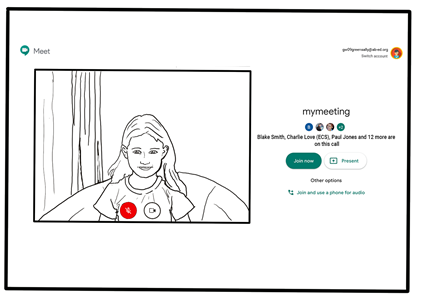 Meet
Switch account
mymeeting
Blake Smith, Charlie Love (ECS), Paul Jones and 12 more are
on this call
Join now
Present
Other options
Join and use a phone for audio